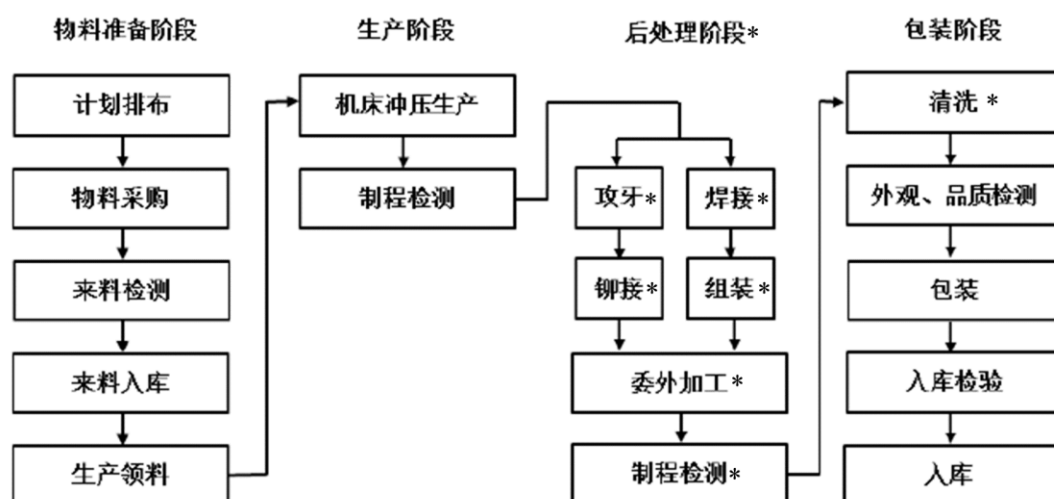 物料准备阶段
计划排布
物料采购
来料检测
来料入库
生产领料
生产阶段
机床冲压生产
制程检测
后处理阶段*
攻牙*
焊接*
铆接*
组装*
委外加工*
制程检测*
包装阶段
清洗*
外观、品质检测
包装
入库检验
入库